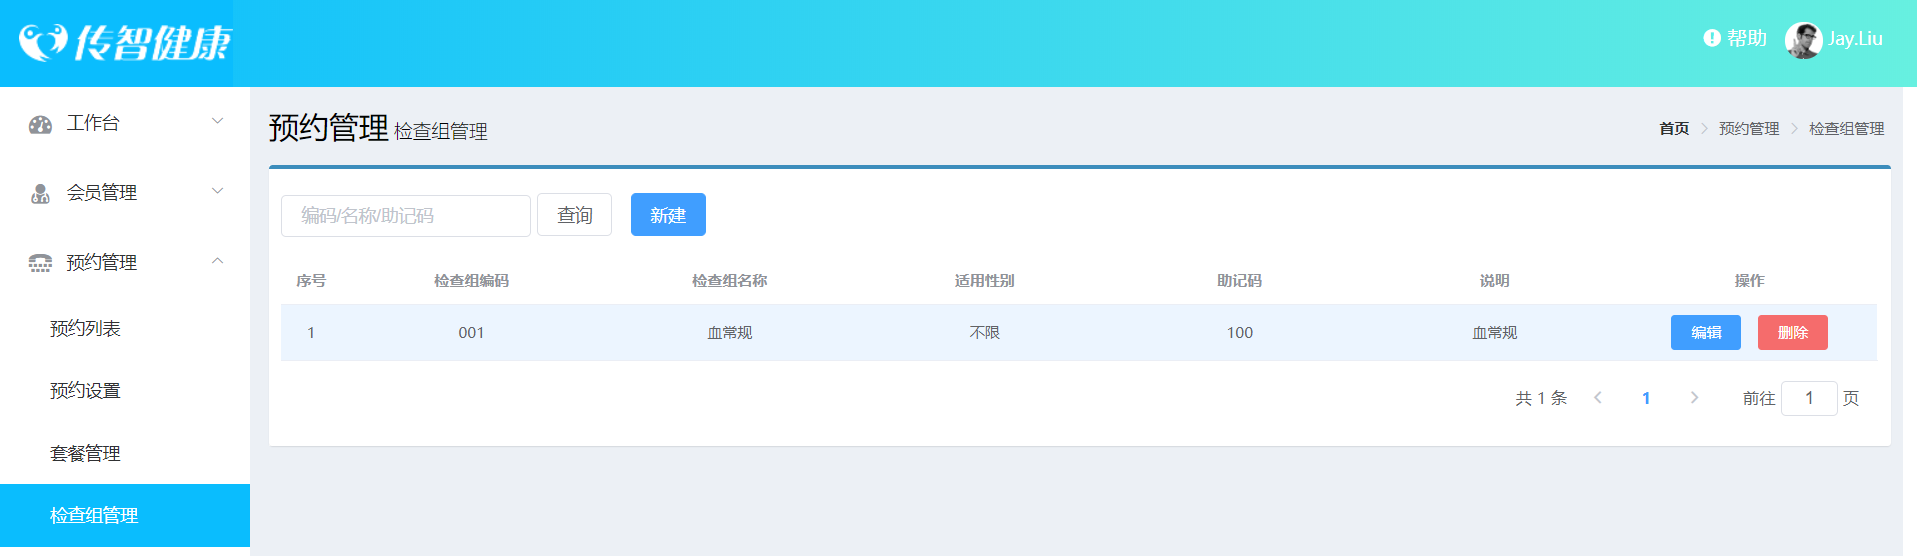 传智健康
帮助 Jay.Liu
工作台
会员管理
预约管理
预约列表
预约设置
套餐管理
检查组管理
预约管理 检查组管理
首页 预约管理 检查组管理
编码/名称/助记码 查询 新建
序号 检查组编码 检查组名称 适用性别 助记码 说明 操作
1 001 血常规 不限 100 血常规 编辑 删除
共 1 条 1 前往 1 页